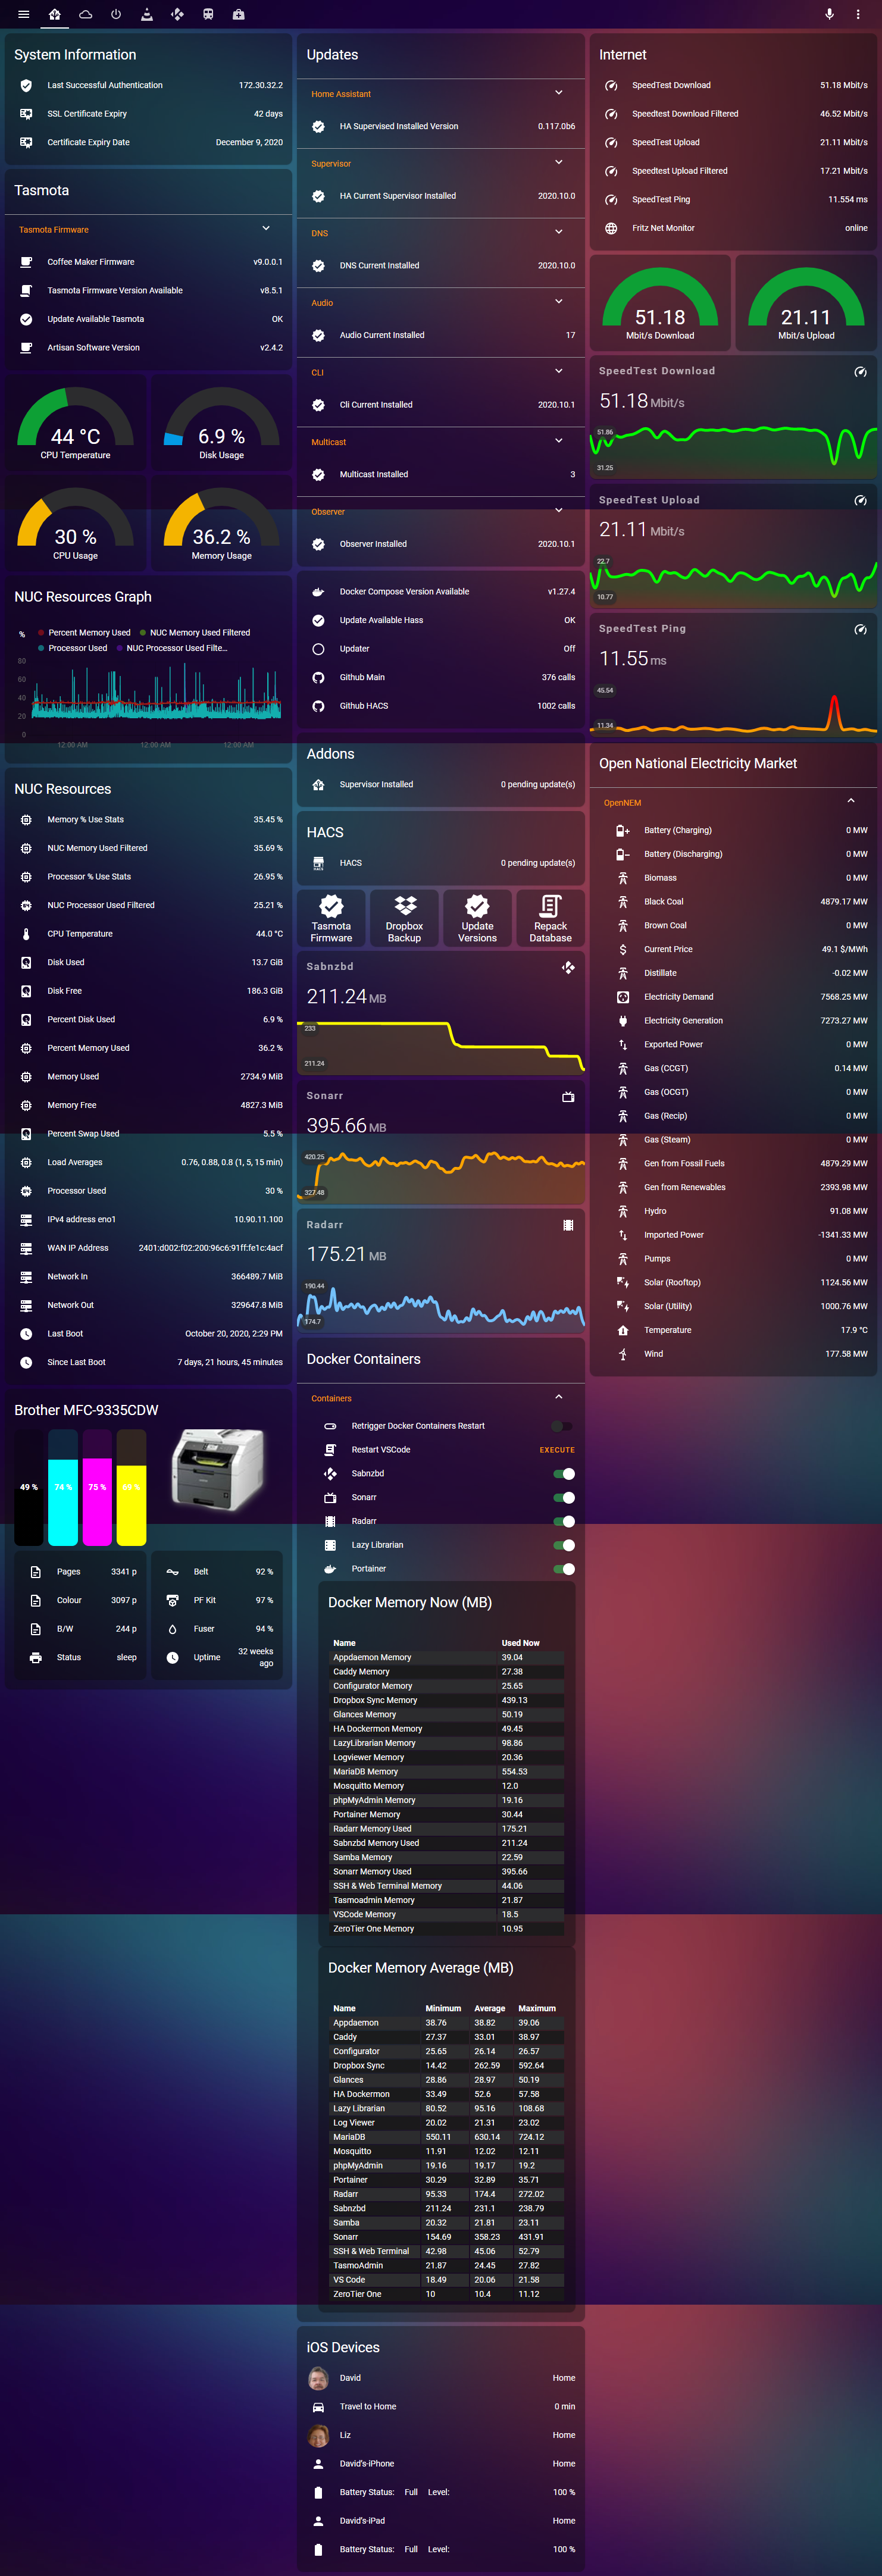 System Information
Last Successful Authentication 172.30.32.2
SSL Certificate Expiry 42 days
Certificate Expiry Date December 9, 2020
Tasmota
Tasmota Firmware
Coffee Maker Firmware v9.0.0.1
Tasmota Firmware Version Available v8.5.1
Update Available Tasmota OK
Artisan Software Version v2.4.2
44 °C
CPU Temperature
6.9 %
Disk Usage
30 %
CPU Usage
36.2 %
Memory Usage
NUC Resources Graph
%
Percent Memory Used NUC Memory Used Filtered
Processor Used NUC Processor Used Filte...
80
60
40
20
0
12:00 AM 12:00 AM 12:00 AM
NUC Resources
Memory % Use Stats 35.45 %
NUC Memory Used Filtered 35.69 %
Processor % Use Stats 26.95 %
NUC Processor Used Filtered 25.21 %
CPU Temperature 44.0 °C
Disk Used 13.7 GiB
Disk Free 186.3 GiB
Percent Disk Used 6.9 %
Percent Memory Used 36.2 %
Memory Used 2734.9 MiB
Memory Free 4827.3 MiB
Percent Swap Used 5.5 %
Load Averages 0.76, 0.88, 0.8 (1, 5, 15 min)
Processor Used 30 %
IPv4 address eno1 10.90.11.100
WAN IP Address 2401:d002:f02:200:96c6:91ff:fe1c:4acf
Network In 366489.7 MiB
Network Out 329647.8 MiB
Last Boot October 20, 2020, 2:29 PM
Since Last Boot 7 days, 21 hours, 45 minutes
Brother MFC-9335CDW
49 % 74 % 75 %
Pages 3341 p
Colour 3097 p
B/W 244 p
Status sleep
Belt 92 %
PF Kit 97 %
Fuser 94 %
Uptime 32 weeks ago
Updates
Home Assistant
HA Supervised Installed Version 0.117.0b6
Supervisor
HA Current Supervisor Installed 2020.10.0
DNS
DNS Current Installed 2020.10.0
Audio
Audio Current Installed 17
CLI
Cli Current Installed 2020.10.1
Multicast
Multicast Installed 3
Observer
Observer Installed 2020.10.1
Docker Compose Version Available v1.27.4
Update Available Hass OK
Updater Off
Github Main 376 calls
Github HACS 1002 calls
Addons
Supervisor Installed 0 pending update(s)
HACS
HACS 0 pending update(s)
Tasmota Firmware
Dropbox Backup
Update Versions
Repack Database
Sabnzbd
211.24 MB
233
211.24
Sonarr
395.66 MB
420.25
327.48
Radarr
175.21 MB
190.44
174.7
Docker Containers
Containers
Retrigger Docker Containers Restart
Restart VSCode EXECUTE
Sabnzbd
Sonarr
Radarr
Lazy Librarian
Portainer
Docker Memory Now (MB)
Name Used Now
Appdaemon Memory 39.04
Caddy Memory 27.38
Configurator Memory 25.65
Dropbox Sync Memory 439.13
Glances Memory 50.19
HA Dockermon Memory 49.45
LazyLibrarian Memory 98.86
Logviewer Memory 20.36
MariaDB Memory 554.53
Mosquitto Memory 12.0
phpMyAdmin Memory 19.16
Portainer Memory 30.44
Radarr Memory Used 175.21
Sabnzbd Memory Used 211.24
Samba Memory 22.59
Sonarr Memory Used 395.66
SSH & Web Terminal Memory 44.06
Tasmoadmin Memory 21.87
VSCode Memory 18.5
ZeroTier One Memory 10.95
Docker Memory Average (MB)
Name Minimum Average Maximum
Appdaemon 38.76 38.82 39.06
Caddy 27.37 33.01 38.97
Configurator 25.65 26.14 26.57
Dropbox Sync 14.42 262.59 592.64
Glances 28.86 28.97 50.19
HA Dockermon 33.49 52.6 57.58
Lazy Librarian 80.52 95.16 108.68
Log Viewer 20.02 21.31 23.02
MariaDB 550.11 630.14 724.12
Mosquitto 11.91 12.02 12.11
phpMyAdmin 19.16 19.17 19.2
Portainer 30.29 32.89 35.71
Radarr 95.33 174.4 272.02
Sabnzbd 211.24 231.1 238.79
Samba 20.32 21.81 23.11
Sonarr 154.69 358.23 431.91
SSH & Web Terminal 42.98 45.06 52.79
TasmoAdmin 21.87 24.45 27.82
VS Code 18.49 20.06 21.58
ZeroTier One 10 10.4 11.12
iOS Devices
David Home
Travel to Home 0 min
Liz Home
David's-iPhone Home
Battery Status: Full Level: 100 %
David's-iPad Home
Battery Status: Full Level: 100 %
Internet
SpeedTest Download 51.18 Mbit/s
Speedtest Download Filtered 46.52 Mbit/s
SpeedTest Upload 21.11 Mbit/s
Speedtest Upload Filtered 17.21 Mbit/s
SpeedTest Ping 11.554 ms
Fritz Net Monitor online
51.18
Mbit/s Download
21.11
Mbit/s Upload
SpeedTest Download
51.18 Mbit/s
51.86
31.25
SpeedTest Upload
21.11 Mbit/s
22.7
10.77
SpeedTest Ping
11.55 ms
45.54
11.34
Open National Electricity Market
OpenNEM
Battery (Charging) 0 MW
Battery (Discharging) 0 MW
Biomass 0 MW
Black Coal 4879.17 MW
Brown Coal 0 MW
Current Price 49.1 $/MWh
Distillate -0.02 MW
Electricity Demand 7568.25 MW
Electricity Generation 7273.27 MW
Exported Power 0 MW
Gas (CCGT) 0.14 MW
Gas (OCGT) 0 MW
Gas (Recip) 0 MW
Gas (Steam) 0 MW
Gen from Fossil Fuels 4879.29 MW
Gen from Renewables 2393.98 MW
Hydro 91.08 MW
Imported Power -1341.33 MW
Pumps 0 MW
Solar (Rooftop) 1124.56 MW
Solar (Utility) 1000.76 MW
Temperature 17.9 °C
Wind 177.58 MW